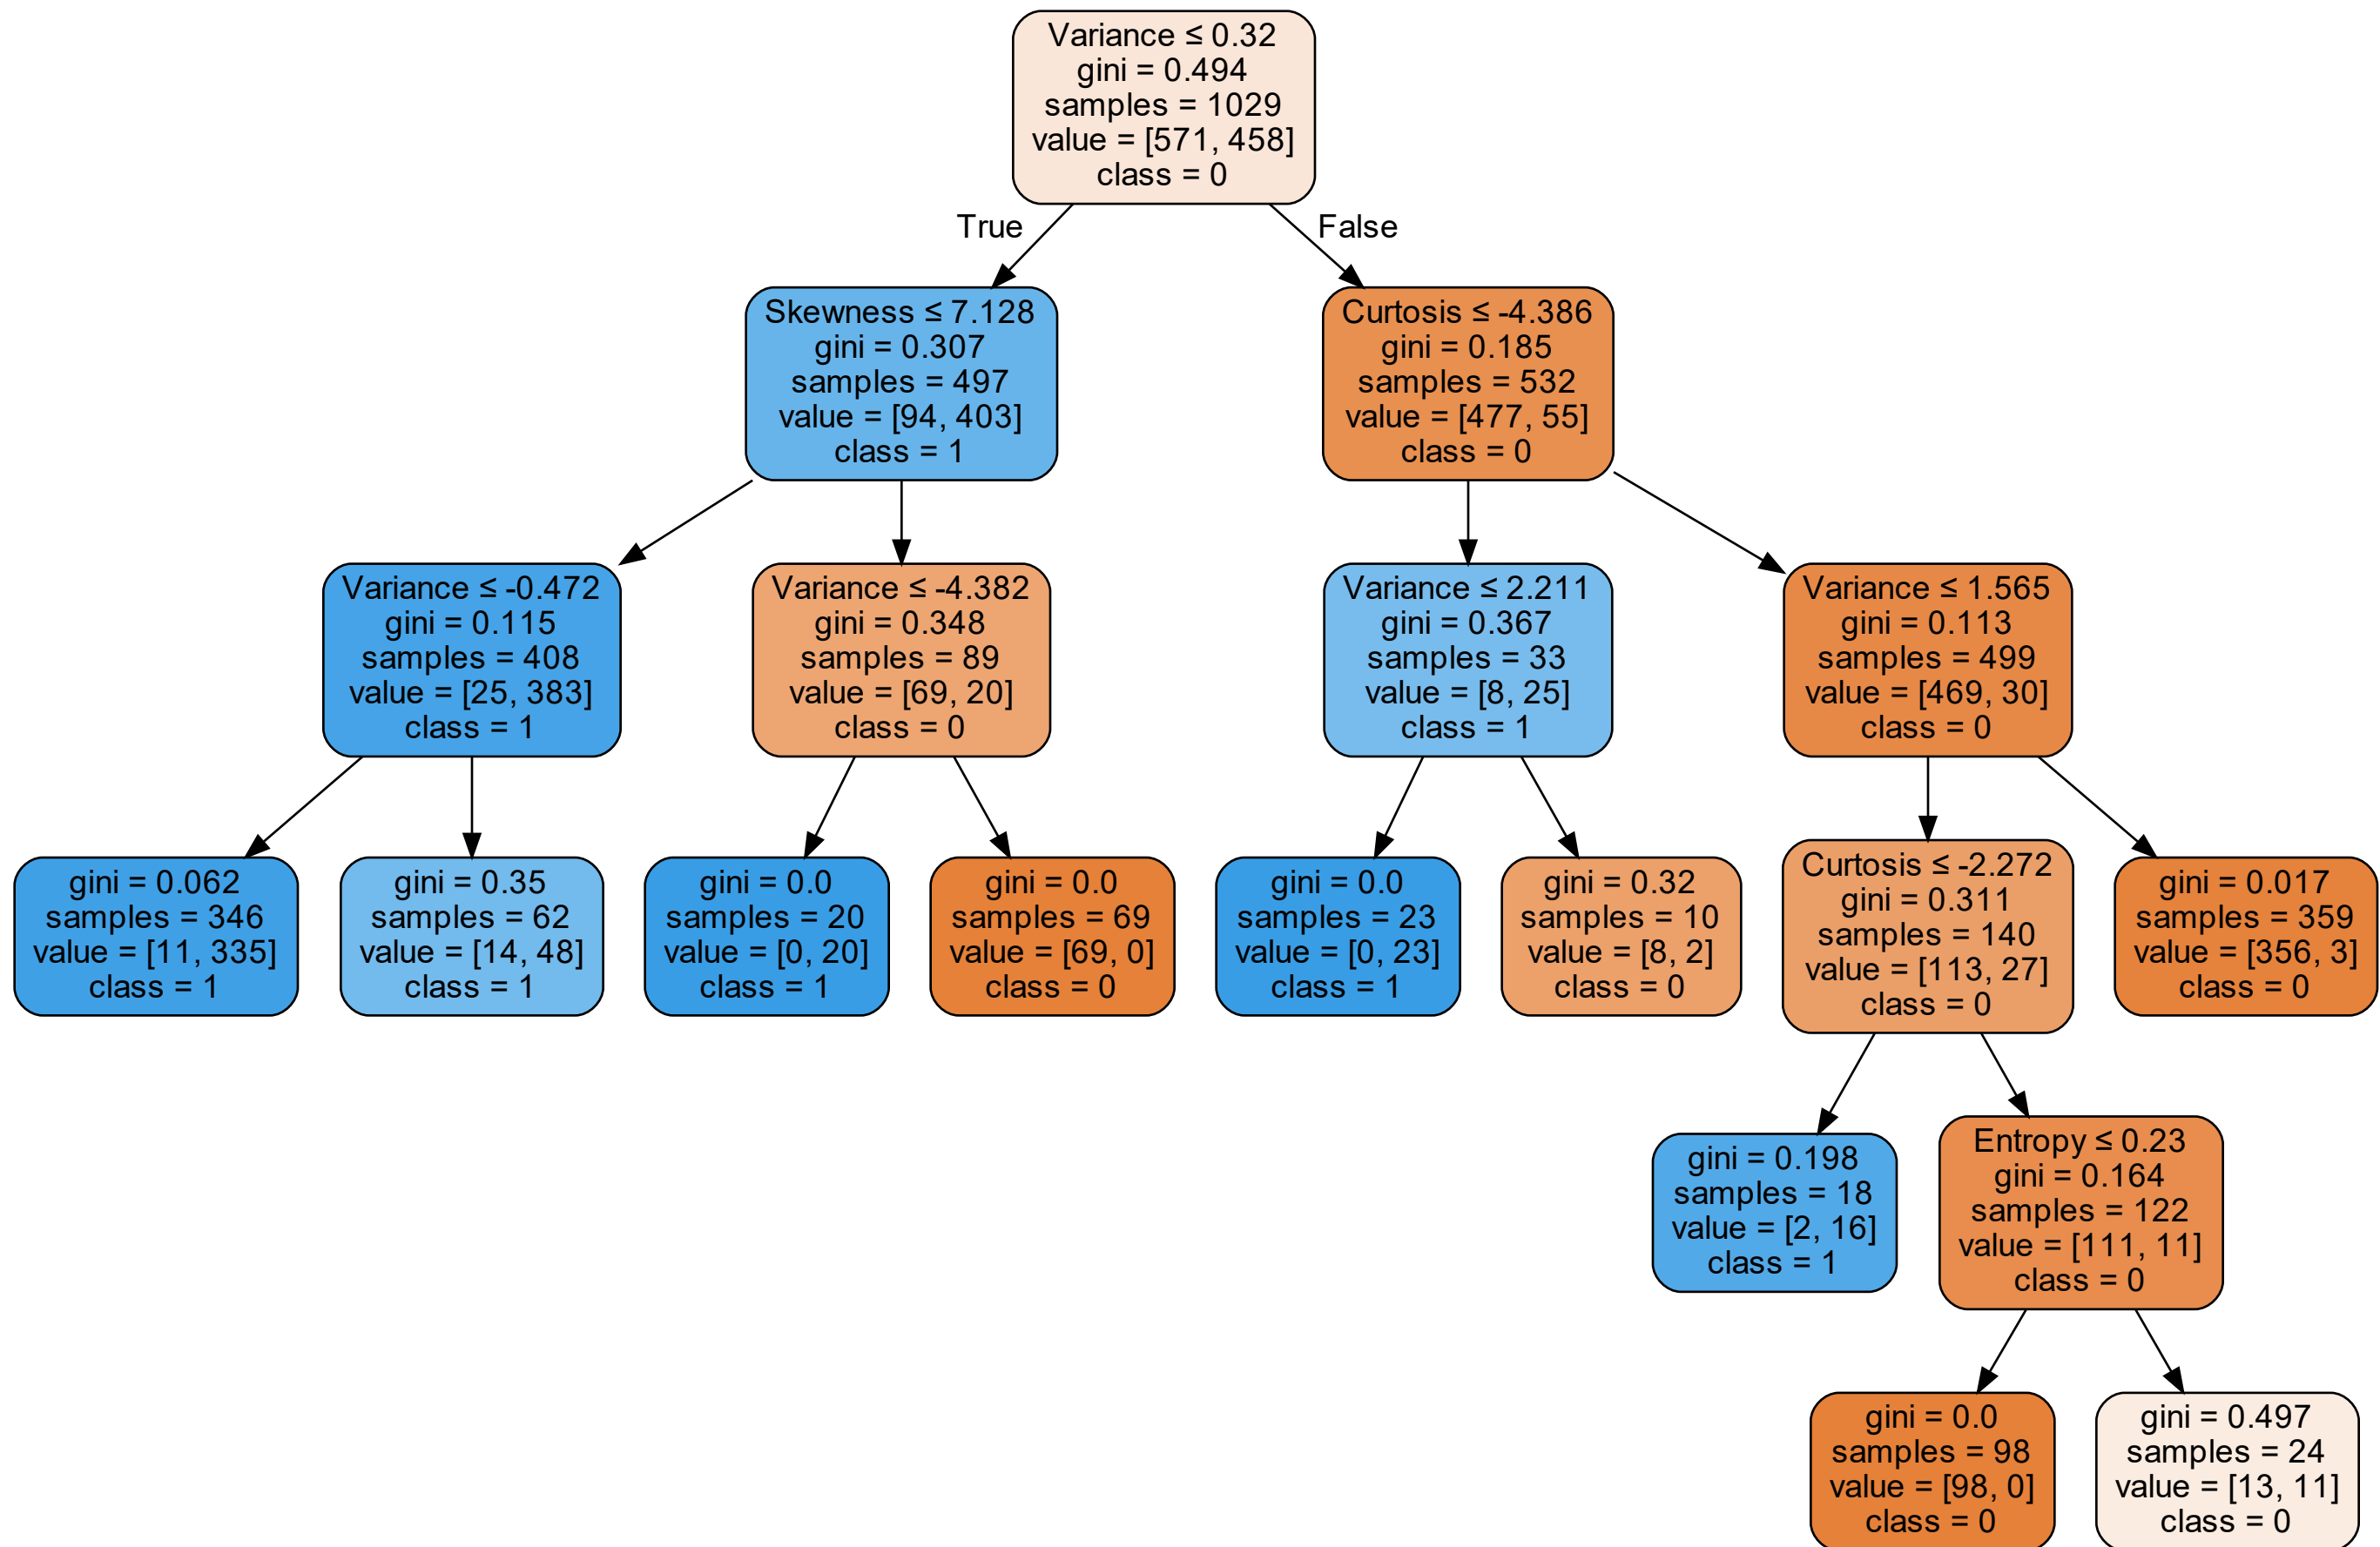 Variance ≤ 0.32
gini = 0.494
samples = 1029
value = [571, 458]
class = 0
True
False
Skewness ≤ 7.128
gini = 0.307
samples = 497
value = [94, 403]
class = 1
Curtosis ≤ -4.386
gini = 0.185
samples = 532
value = [477, 55]
class = 0
Variance ≤ -0.472
gini = 0.115
samples = 408
value = [25, 383]
class = 1
Variance ≤ -4.382
gini = 0.348
samples = 89
value = [69, 20]
class = 0
Variance ≤ 2.211
gini = 0.367
samples = 33
value = [8, 25]
class = 1
Variance ≤ 1.565
gini = 0.113
samples = 499
value = [469, 30]
class = 0
gini = 0.062
samples = 346
value = [11, 335]
class = 1
gini = 0.35
samples = 62
value = [14, 48]
class = 1
gini = 0.0
samples = 20
value = [0, 20]
class = 1
gini = 0.0
samples = 69
value = [69, 0]
class = 0
gini = 0.0
samples = 23
value = [0, 23]
class = 1
gini = 0.32
samples = 10
value = [8, 2]
class = 0
Curtosis ≤ -2.272
gini = 0.311
samples = 140
value = [113, 27]
class = 0
gini = 0.017
samples = 359
value = [356, 3]
class = 0
gini = 0.198
samples = 18
value = [2, 16]
class = 1
Entropy ≤ 0.23
gini = 0.164
samples = 122
value = [111, 11]
class = 0
gini = 0.0
samples = 98
value = [98, 0]
class = 0
gini = 0.497
samples = 24
value = [13, 11]
class = 0